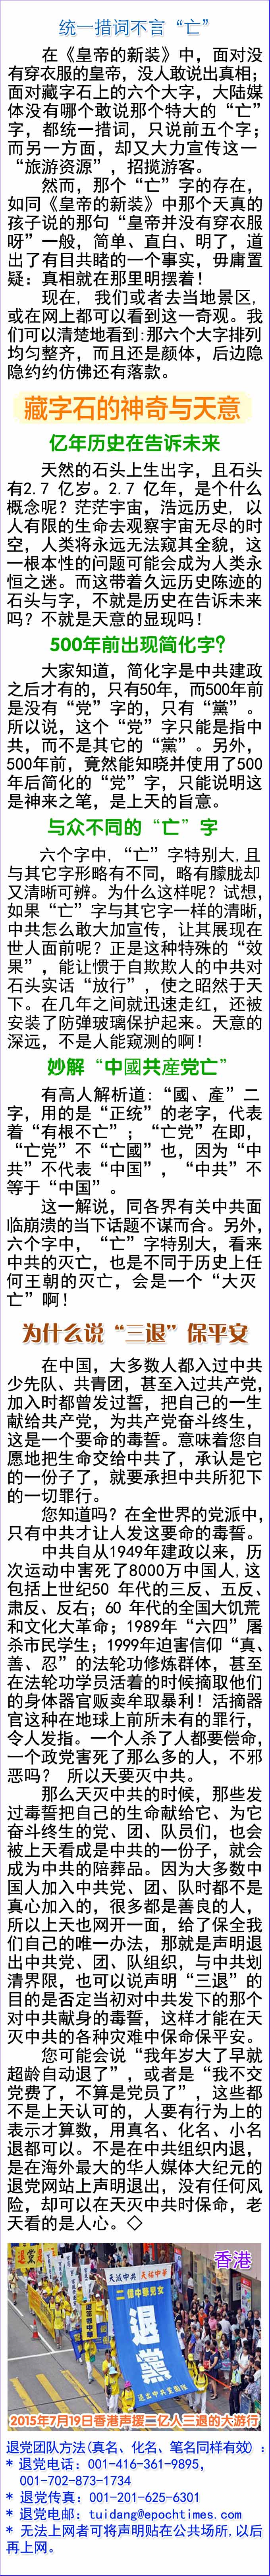 统一措词不言“亡”
在《皇帝的新装》中，面对没
有穿衣服的皇帝，没人敢说出真相；
面对藏字石上的六个大字，大陆媒
体没有哪个敢说那个特大的“亡”
字，都统一措词，只说前五个字；
而另一方面，却又大力宣传这一
“旅游资源”，招揽游客。
然而，那个“亡”字的存在，
如同《皇帝的新装》中那个天真的
孩子说的那句“皇帝并没有穿衣服
呀”一般，简单、直白、明了，道
出了有目共睹的一个事实，毋庸置
疑：真相就在那里明摆着！
现在，我们或者去当地景区，
或在网上都可以看到这一奇观。我
们可以清楚地看到:那六个大字排列
均匀整齐，而且还是颜体，后边隐
隐约约仿佛还有落款。
藏字石的神奇与天意
亿年历史在告诉未来
天然的石头上生出字，且石头
有2.7 亿岁。2.7 亿年，是个什么
概念呢？茫茫宇宙，浩远历史，以
人有限的生命去观察宇宙无尽的时
空，人类将永远无法窥其全貌，这
一根本性的问题可能会成为人类永
恒之迷。而这带着久远历史陈迹的
石头与字，不就是历史在告诉未来
吗？不就是天意的显现吗！
500年前出现简化字？
大家知道，简化字是中共建政
之后才有的，只有50年，而500年前
是没有“党”字的，只有“黨”。
所以说，这个“党”字只能是指中
共，而不是其它的“黨”。另外，
500年前，竟然能知晓并使用了500
年后简化的“党”字，只能说明这
是神来之笔，是上天的旨意。
与众不同的“亡”字
六个字中，“亡”字特别大，且
与其它字形略有不同，略有朦胧却
又清晰可辨。为什么这样呢？试想，
如果“亡”字与其它字一样的清晰，
中共怎么敢大加宣传，让其展现在
世人面前呢？正是这种特殊的“效
果”，能让惯于自欺欺人的中共对
石头实话“放行”，使之昭然于天
下。在几年之间就迅速走红，还被
安装了防弹玻璃保护起来。天意的
深远，不是人能窥测的啊！
妙解“中國共産党亡”
有高人解析道：“國、產”二
字，用的是“正统”的老字，代表
着“有根不亡”；“亡党”在即，
“亡党”不“亡國”也，因为“中
共”不代表“中国”，“中共”不
等于“中国”。
这一解说，同各界有关中共面
临崩溃的当下话题不谋而合。另外，
六个字中，“亡”字特别大，看来
中共的灭亡，也是不同于历史上任
何王朝的灭亡，会是一个“大灭
亡”啊！
为什么说“三退”保平安
在中国，大多数人都入过中共
少先队、共青团，甚至入过共产党，
加入时都曾发过誓，把自己的一生
献给共产党，为共产党奋斗终生，
这是一个要命的毒誓。意味着您自
愿地把生命交给中共了，承认是它
的一份子了，就要承担中共所犯下
的一切罪行。
您知道吗？在全世界的党派中，
只有中共才让人发这要命的毒誓。
中共自从1949年建政以来，历
次运动中害死了8000万中国人,这
包括上世纪50 年代的三反、五反、
肃反、反右；60 年代的全国大饥荒
和文化大革命；1989年“六四”屠
杀市民学生；1999年迫害信仰“真、
善、忍”的法轮功修炼群体，甚至
在法轮功学员活着的时候摘取他们
的身体器官贩卖牟取暴利！活摘器
官这种在地球上前所未有的罪行，
令人发指。一个人杀了人都要偿命，
一个政党害死了那么多的人，不邪
恶吗？ 所以天要灭中共。
那么天灭中共的时候，那些发
过毒誓把自己的生命献给它、为它
奋斗终生的党、团、队员们，也会
被上天看成是中共的一份子，就会
成为中共的陪葬品。因为大多数中
国人加入中共党、团、队时都不是
真心加入的，很多都是善良的人，
所以上天也网开一面，给了保全我
们自己的唯一办法，那就是声明退
出中共党、团、队组织，与中共划
清界限，也可以说声明“三退”的
目的是否定当初对中共发下的那个
对中共献身的毒誓，这样才能在天
灭中共的各种灾难中保命保平安。
您可能会说“我年岁大了早就
超龄自动退了”，或者是“我不交
党费了，不算是党员了”，这些都
不是上天认可的，人要有行为上的
表示才算数，用真名、化名、小名
退都可以。不是在中共组织内退，
是在海外最大的华人媒体大纪元的
退党网站上声明退出，没有任何风
险，却可以在天灭中共时保命，老
天看的是人心。◇
香港
天滅中共 天祐中華
二億中華兒女
退黨
退出中共黨團隊
2015年7月19日香港声援二亿人三退的大游行
退党团队方法(真名、化名、笔名同样有效)：
* 退党电话：001-416-361-9895，
001-702-873-1734
* 退党传真：001-201-625-6301
* 退党电邮：tuidang@epochtimes.com
* 无法上网者可将声明贴在公共场所，以后
再上网。